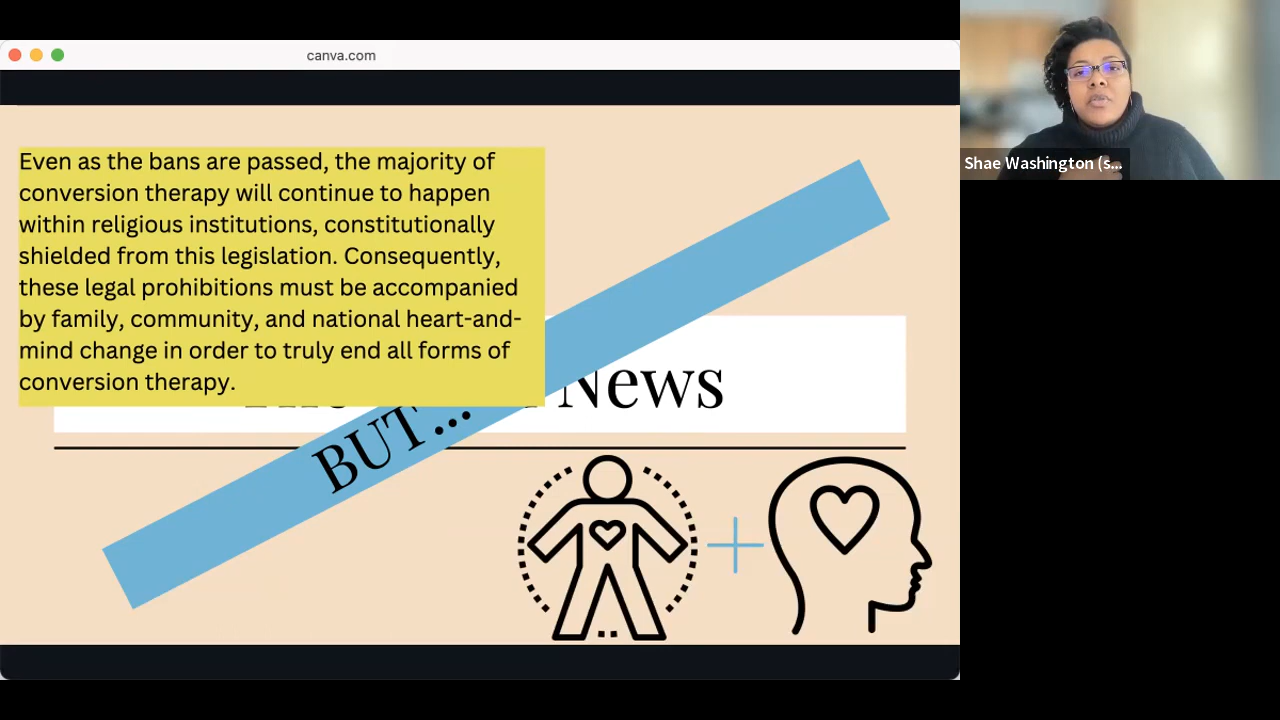 canva.com
Even as the bans are passed, the majority of
conversion therapy will continue to happen
within religious institutions, constitutionally
shielded from this legislation. Consequently,
these legal prohibitions must be accompanied
by family, community, and national heart-and-
mind change in order to truly end all forms of
conversion therapy.
News
BUT...
Shae Washington (s...